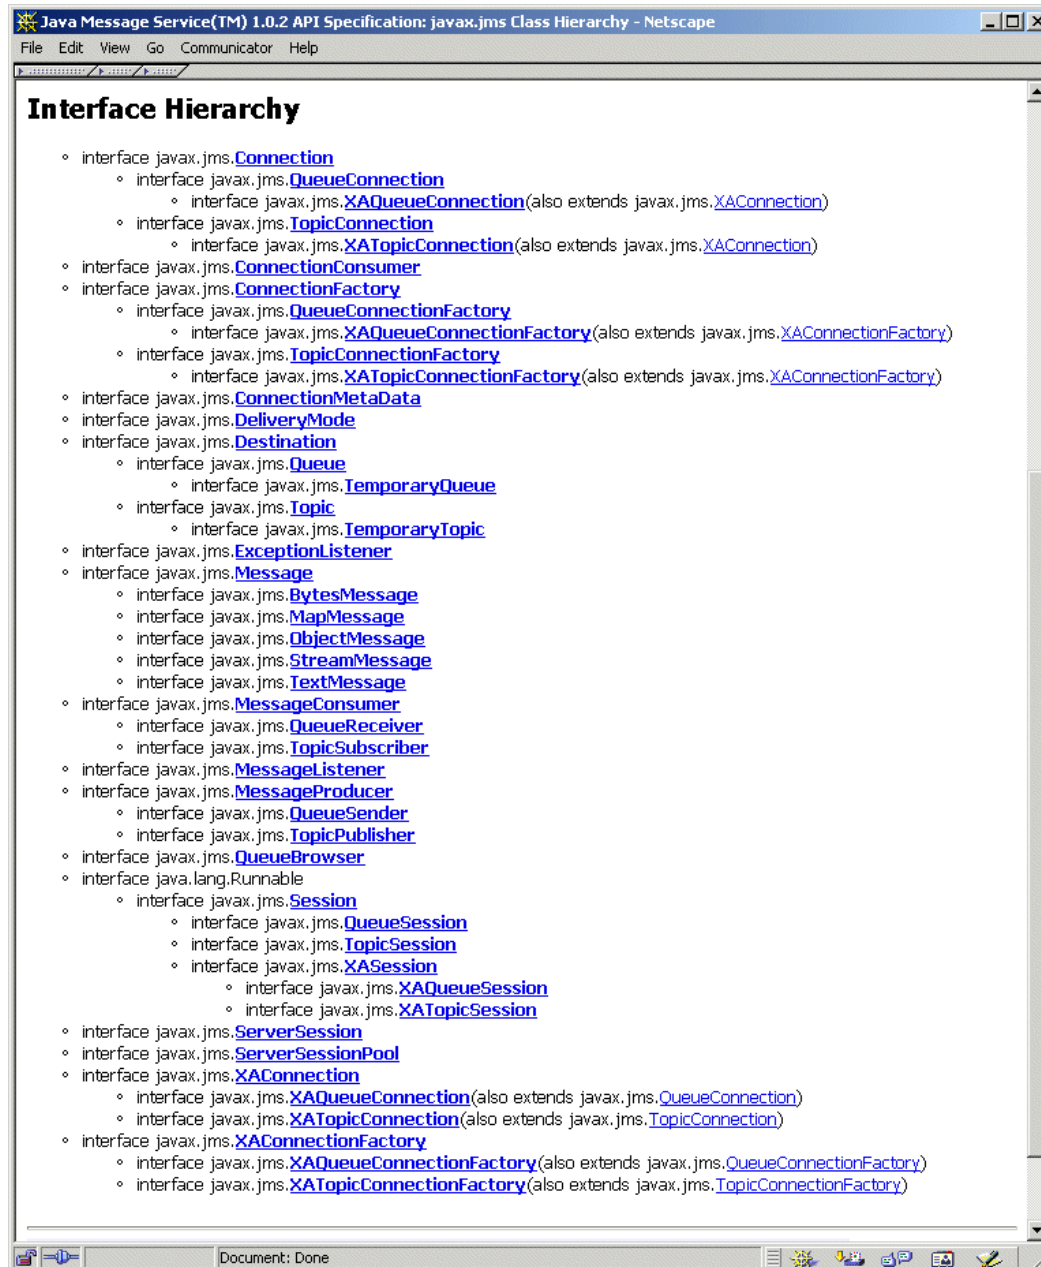 Java Message Service(TM) 1.0.2 API Specification: javax.jms Class Hierarchy - Netscape
File Edit View Go Communicator Help
Interface Hierarchy
interface javax.jms.Connection
interface javax.jms.QueueConnection
interface javax.jms.XAQueueConnection(also extends javax.jms.XAConnection)
interface javax.jms.TopicConnection
interface javax.jms.XATopicConnection(also extends javax.jms.XAConnection)
interface javax.jms.ConnectionConsumer
interface javax.jms.ConnectionFactory
interface javax.jms.QueueConnectionFactory
interface javax.jms.XAQueueConnectionFactory(also extends javax.jms.XAConnectionFactory)
interface javax.jms.TopicConnectionFactory
interface javax.jms.XATopicConnectionFactory(also extends javax.jms.XAConnectionFactory)
interface javax.jms.ConnectionMetaData
interface javax.jms.DeliveryMode
interface javax.jms.Destination
interface javax.jms.Queue
interface javax.jms.TemporaryQueue
interface javax.jms.Topic
interface javax.jms.TemporaryTopic
interface javax.jms.ExceptionListener
interface javax.jms.Message
interface javax.jms.BytesMessage
interface javax.jms.MapMessage
interface javax.jms.ObjectMessage
interface javax.jms.StreamMessage
interface javax.jms.TextMessage
interface javax.jms.MessageConsumer
interface javax.jms.QueueReceiver
interface javax.jms.TopicSubscriber
interface javax.jms.MessageListener
interface javax.jms.MessageProducer
interface javax.jms.QueueSender
interface javax.jms.TopicPublisher
interface javax.jms.QueueBrowser
interface java.lang.Runnable
interface javax.jms.Session
interface javax.jms.QueueSession
interface javax.jms.TopicSession
interface javax.jms.XASession
interface javax.jms.XAQueueSession
interface javax.jms.XATopicSession
interface javax.jms.ServerSession
interface javax.jms.ServerSessionPool
interface javax.jms.XAConnection
interface javax.jms.XAQueueConnection(also extends javax.jms.QueueConnection)
interface javax.jms.XATopicConnection(also extends javax.jms.TopicConnection)
interface javax.jms.XAConnectionFactory
interface javax.jms.XAQueueConnectionFactory(also extends javax.jms.QueueConnectionFactory)
interface javax.jms.XATopicConnectionFactory(also extends javax.jms.TopicConnectionFactory)
Document: Done